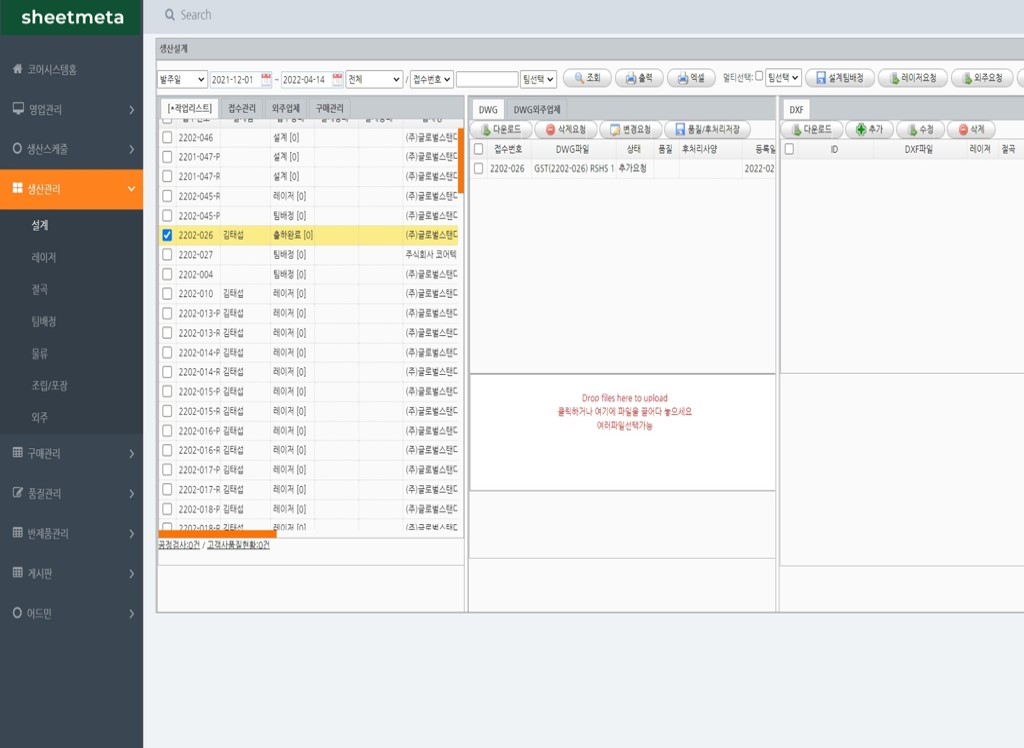 sheetmeta
Search
코어시스템홈
영업관리
생산스케줄
생산관리
설계
레이저
절곡
팀배정
물류
조립/포장
외주
구매관리
품질관리
반제품관리
게시판
어드민
생산설계
발주일 2021-12-01 ~ 2022-04-14 전체 / 접수번호 팀선택 조회 출력 엑셀 멀티선택: 팀선택 설계팀배정 레이저요청 외주요청
[*작업리스트] 접수관리 외주업체 구매관리
2202-046 설계 [0] (주)글로벌스탠다
2201-047-P 설계 [0] (주)글로벌스탠다
2201-047-R 설계 [0] (주)글로벌스탠다
2202-045-R 레이저 [0] (주)글로벌스탠다
2202-045-P 팀배정 [0] (주)글로벌스탠다
2202-026 김태섭 출하완료 [0] (주)글로벌스탠다
2202-027 팀배정 [0] 주식회사 코어텍
2202-004 팀배정 [0] (주)글로벌스탠다
2202-010 김태섭 레이저 [0] (주)글로벌스탠다
2202-013-P 김태섭 레이저 [0] (주)글로벌스탠다
2202-013-R 김태섭 레이저 [0] (주)글로벌스탠다
2202-014-P 김태섭 레이저 [0] (주)글로벌스탠다
2202-014-R 김태섭 레이저 [0] (주)글로벌스탠다
2202-015-P 김태섭 레이저 [0] (주)글로벌스탠다
2202-015-R 김태섭 레이저 [0] (주)글로벌스탠다
2202-016-P 김태섭 레이저 [0] (주)글로벌스탠다
2202-016-R 김태섭 레이저 [0] (주)글로벌스탠다
2202-017-P 김태섭 레이저 [0] (주)글로벌스탠다
2202-017-R 김태섭 레이저 [0] (주)글로벌스탠다
2202-018-P 김태섭 레이저 [0] (주)글로벌스탠다
2202-018-R 김태섭 레이저 [0] (주)글로벌스탠다
공정검사:0건 / 고객사품질현황:0건
DWG DWG외주업체
다운로드 삭제요청 변경요청 품질/후처리저장
접수번호 DWG파일 상태 품질 후처리사양 등록일
2202-026 GST(2202-026) RSHS 1 추가요청 2022-02
Drop files here to upload
클릭하거나 여기에 파일을 끌어다 놓으세요
여러파일선택가능
DXF
다운로드 추가 수정 삭제
ID DXF파일 레이저 절곡